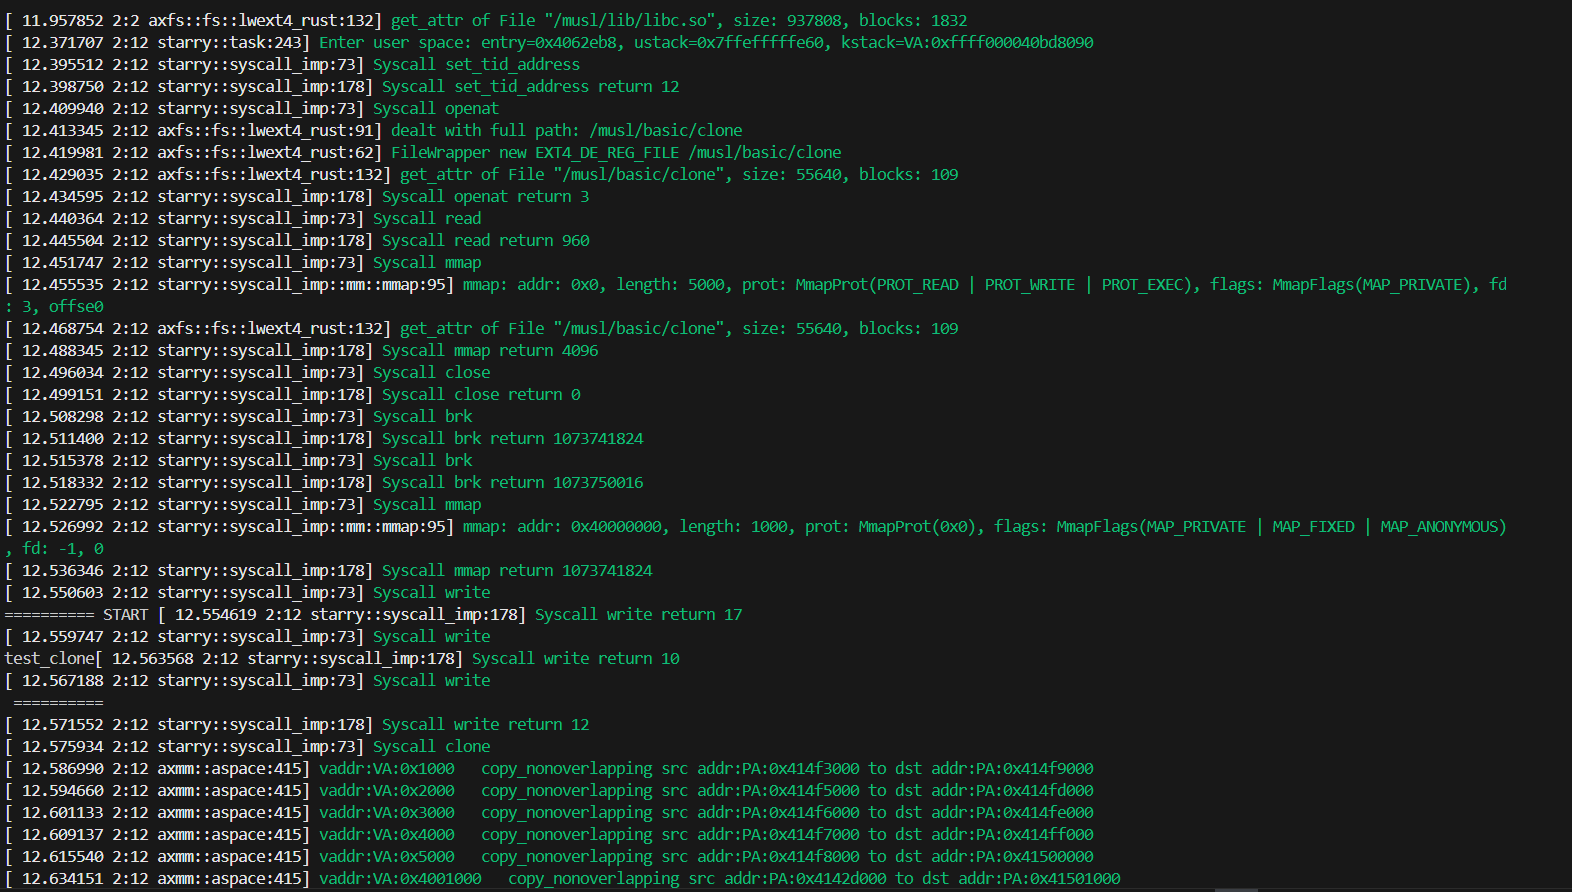 [ 11.957852 2:2 axfs::fs::lwext4_rust:132] get_attr of File "/musl/lib/libc.so", size: 937808, blocks: 1832
[ 12.371707 2:12 starry::task:243] Enter user space: entry=0x4062eb8, ustack=0x7ffefffffe60, kstack=VA:0xffff000040bd8090
[ 12.395512 2:12 starry::syscall_imp:73] Syscall set_tid_address
[ 12.398750 2:12 starry::syscall_imp:178] Syscall set_tid_address return 12
[ 12.409940 2:12 starry::syscall_imp:73] Syscall openat
[ 12.413345 2:12 axfs::fs::lwext4_rust:91] dealt with full path: /musl/basic/clone
[ 12.419981 2:12 axfs::fs::lwext4_rust:62] FileWrapper new EXT4_DE_REG_FILE /musl/basic/clone
[ 12.429035 2:12 axfs::fs::lwext4_rust:132] get_attr of File "/musl/basic/clone", size: 55640, blocks: 109
[ 12.434595 2:12 starry::syscall_imp:178] Syscall openat return 3
[ 12.440364 2:12 starry::syscall_imp:73] Syscall read
[ 12.445504 2:12 starry::syscall_imp:178] Syscall read return 960
[ 12.451747 2:12 starry::syscall_imp:73] Syscall mmap
[ 12.455535 2:12 starry::syscall_imp::mm::mmap:95] mmap: addr: 0x0, length: 5000, prot: MmapProt(PROT_READ | PROT_WRITE | PROT_EXEC), flags: MmapFlags(MAP_PRIVATE), fd
: 3, offse0
[ 12.468754 2:12 axfs::fs::lwext4_rust:132] get_attr of File "/musl/basic/clone", size: 55640, blocks: 109
[ 12.488345 2:12 starry::syscall_imp:178] Syscall mmap return 4096
[ 12.496034 2:12 starry::syscall_imp:73] Syscall close
[ 12.499151 2:12 starry::syscall_imp:178] Syscall close return 0
[ 12.508298 2:12 starry::syscall_imp:73] Syscall brk
[ 12.511400 2:12 starry::syscall_imp:178] Syscall brk return 1073741824
[ 12.515378 2:12 starry::syscall_imp:73] Syscall brk
[ 12.518332 2:12 starry::syscall_imp:178] Syscall brk return 1073750016
[ 12.522795 2:12 starry::syscall_imp:73] Syscall mmap
[ 12.526992 2:12 starry::syscall_imp::mm::mmap:95] mmap: addr: 0x40000000, length: 1000, prot: MmapProt(0x0), flags: MmapFlags(MAP_PRIVATE | MAP_FIXED | MAP_ANONYMOUS)
, fd: -1, 0
[ 12.536346 2:12 starry::syscall_imp:178] Syscall mmap return 1073741824
[ 12.550603 2:12 starry::syscall_imp:73] Syscall write
========== START [ 12.554619 2:12 starry::syscall_imp:178] Syscall write return 17
[ 12.559747 2:12 starry::syscall_imp:73] Syscall write
test_clone[ 12.563568 2:12 starry::syscall_imp:178] Syscall write return 10
[ 12.567188 2:12 starry::syscall_imp:73] Syscall write
 ==========
[ 12.571552 2:12 starry::syscall_imp:178] Syscall write return 12
[ 12.575934 2:12 starry::syscall_imp:73] Syscall clone
[ 12.586990 2:12 axmm::aspace:415] vaddr:VA:0x1000   copy_nonoverlapping src addr:PA:0x414f3000 to dst addr:PA:0x414f9000
[ 12.594660 2:12 axmm::aspace:415] vaddr:VA:0x2000   copy_nonoverlapping src addr:PA:0x414f5000 to dst addr:PA:0x414fd000
[ 12.601133 2:12 axmm::aspace:415] vaddr:VA:0x3000   copy_nonoverlapping src addr:PA:0x414f6000 to dst addr:PA:0x414fe000
[ 12.609137 2:12 axmm::aspace:415] vaddr:VA:0x4000   copy_nonoverlapping src addr:PA:0x414f7000 to dst addr:PA:0x414ff000
[ 12.615540 2:12 axmm::aspace:415] vaddr:VA:0x5000   copy_nonoverlapping src addr:PA:0x414f8000 to dst addr:PA:0x41500000
[ 12.634151 2:12 axmm::aspace:415] vaddr:VA:0x4001000   copy_nonoverlapping src addr:PA:0x4142d000 to dst addr:PA:0x41501000